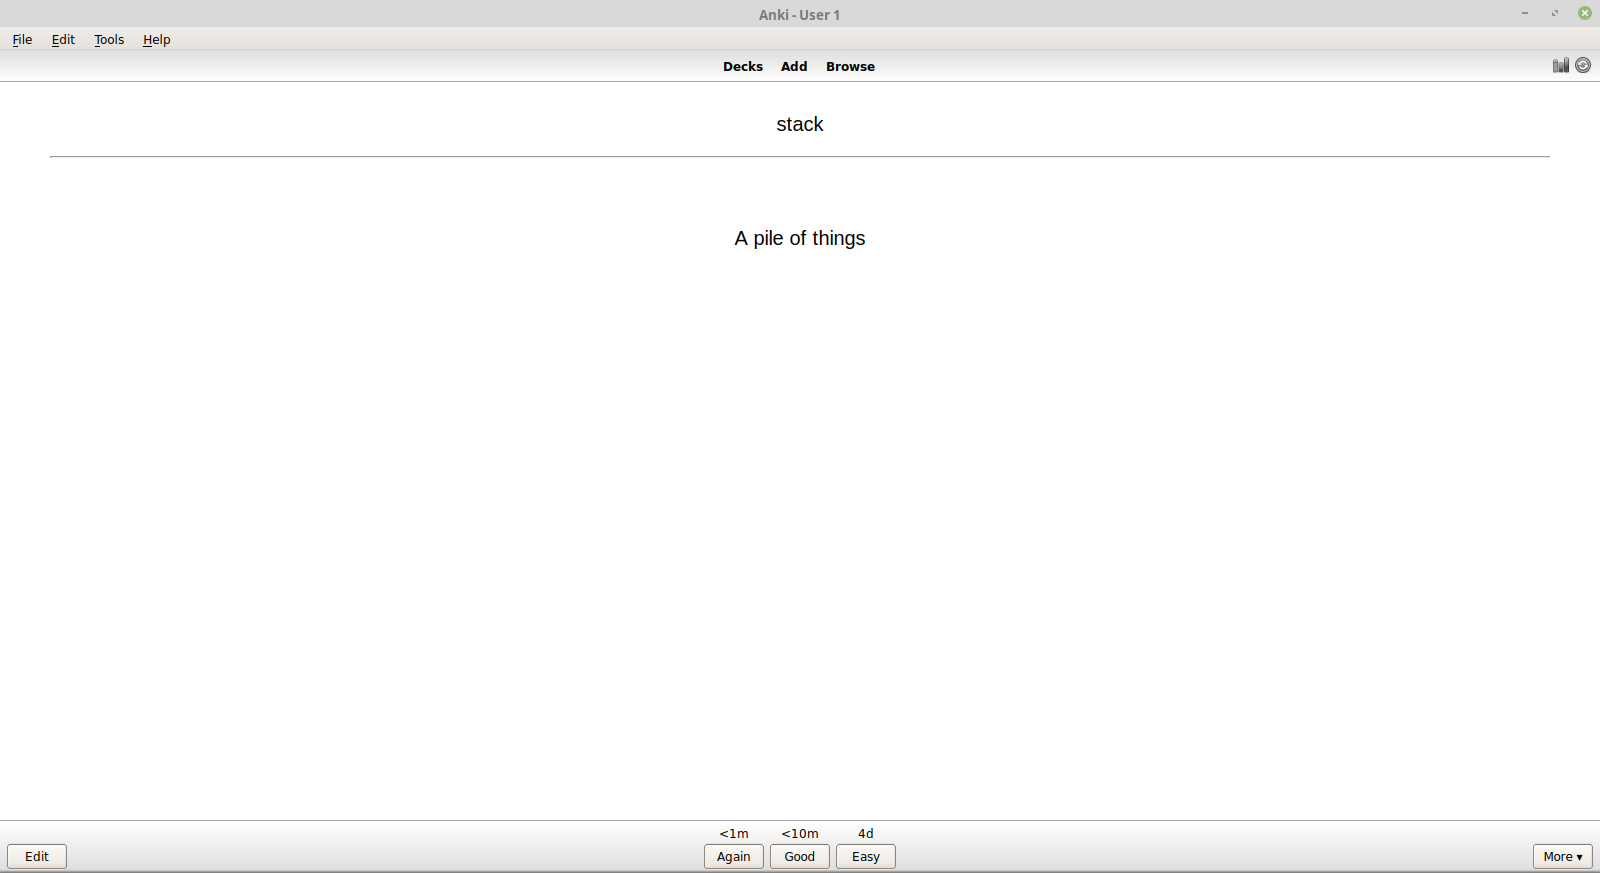 Anki - User 1
File Edit Tools Help
Decks Add Browse
stack
A pile of things
<1m <10m 4d
Edit Again Good Easy More ▾